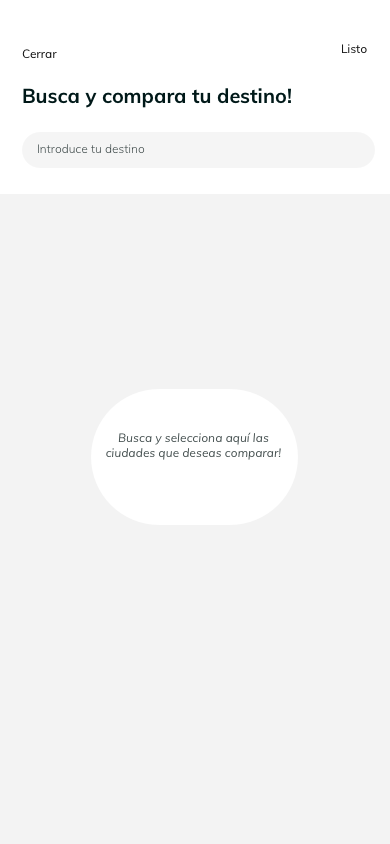 Cerrar
Listo
Busca y compara tu destino!
Introduce tu destino
Busca y selecciona aquí las
ciudades que deseas comparar!